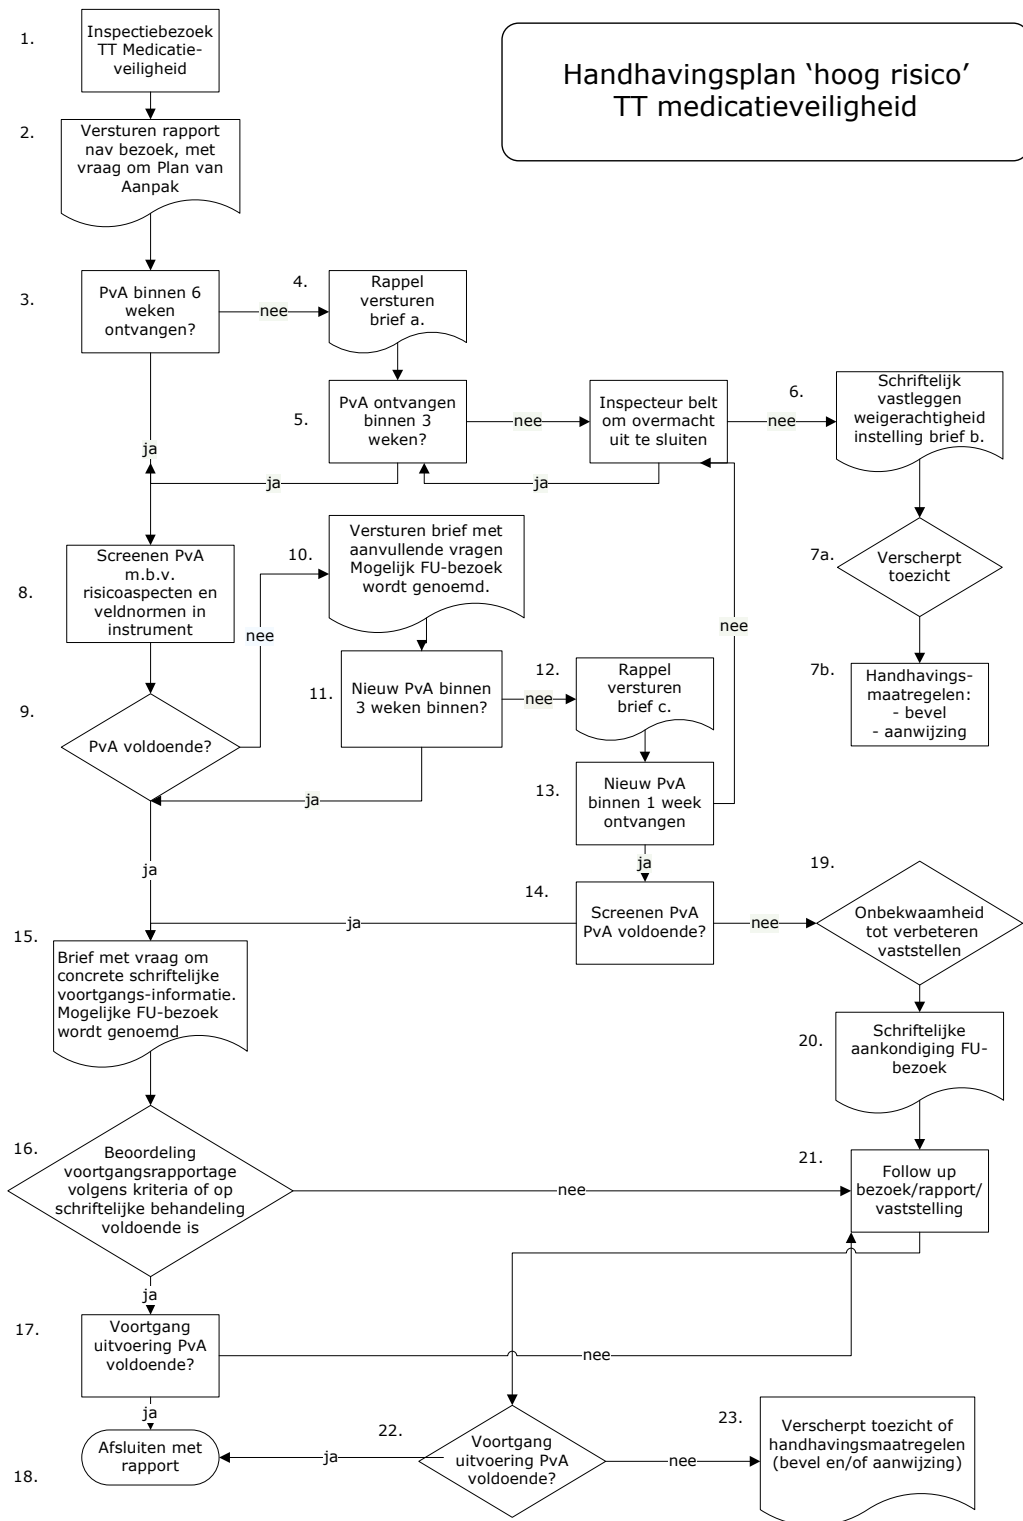 Handhavingsplan ‘hoog risico’
TT medicatieveiligheid
1.
Inspectiebezoek
TT Medicatie-
veiligheid
2.
Versturen rapport
nav bezoek, met
vraag om Plan van
Aanpak
3.
PvA binnen 6
weken
ontvangen?
nee
4.
Rappel
versturen
brief a.
ja
5.
PvA ontvangen
binnen 3
weken?
nee
Inspecteur belt
om overmacht
uit te sluiten
nee
6.
Schriftelijk
vastleggen
weigerachtigheid
instelling brief b.
ja
ja
7a.
Verscherpt
toezicht
7b.
Handhavings-
maatregelen:
- bevel
- aanwijzing
8.
Screenen PvA
m.b.v.
risicoaspecten en
veldnormen in
instrument
nee
9.
PvA voldoende?
10.
Versturen brief met
aanvullende vragen
Mogelijk FU-bezoek
wordt genoemd.
nee
11.
Nieuw PvA binnen
3 weken binnen?
nee
12.
Rappel
versturen
brief c.
ja
13.
Nieuw PvA
binnen 1 week
ontvangen
ja
ja
14.
Screenen PvA
PvA voldoende?
ja
nee
19.
Onbekwaamheid
tot verbeteren
vaststellen
15.
Brief met vraag om
concrete schriftelijke
voortgangs-informatie.
Mogelijke FU-bezoek
wordt genoemd
20.
Schriftelijke
aankondiging FU-
bezoek
16.
Beoordeling
voortgangsrapportage
volgens kriteria of op
schriftelijke behandeling
voldoende is
nee
21.
Follow up
bezoek/rapport/
vaststelling
ja
17.
Voortgang
uitvoering PvA
voldoende?
nee
ja
18.
Afsluiten met
rapport
ja
22.
Voortgang
uitvoering PvA
voldoende?
nee
23.
Verscherpt toezicht of
handhavingsmaatregelen
(bevel en/of aanwijzing)